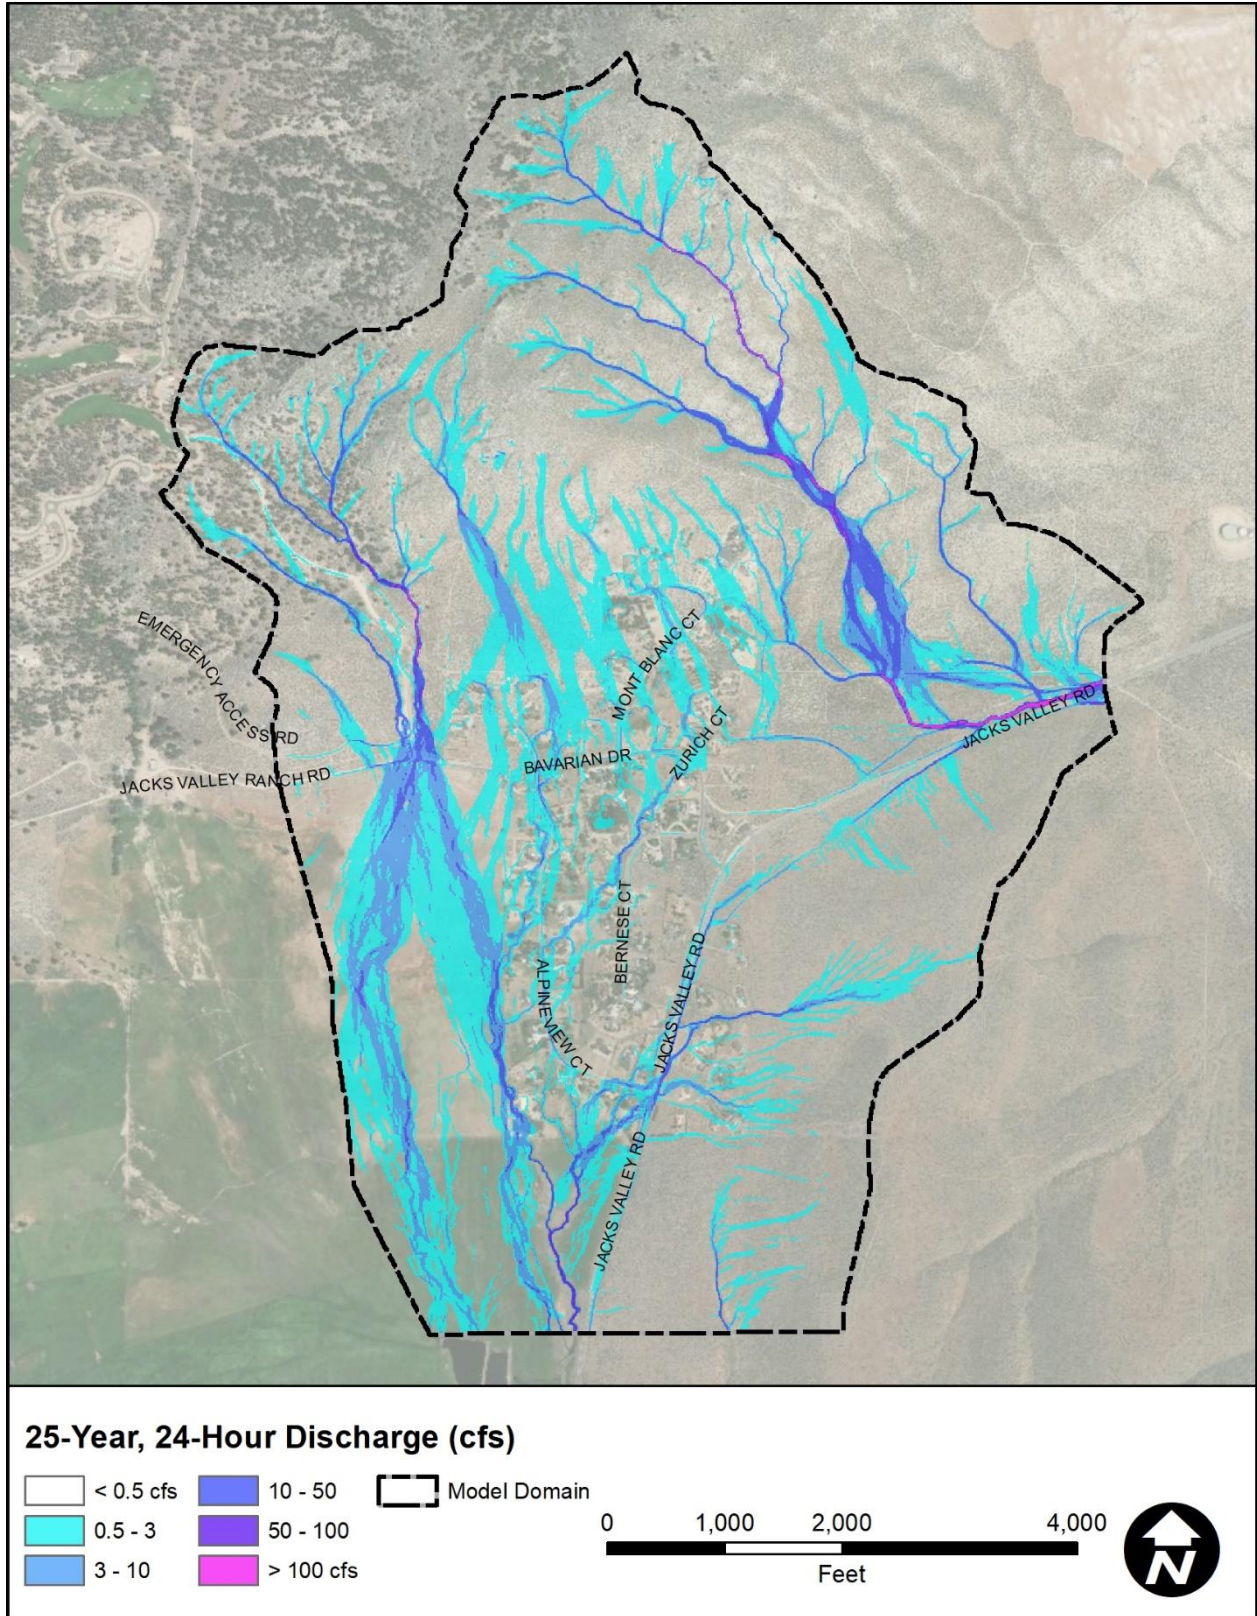 EMERGENCY ACCESS RD
JACKS VALLEY RANCH RD
MONT BLANC CT
BAVARIAN DR
ZURICH CT
JACKS VALLEY RD
BERNESE CT
ALPINEVIEW CT
JACKS VALLEY RD
JACKS VALLEY RD
25-Year, 24-Hour Discharge (cfs)
< 0.5 cfs
10 - 50
Model Domain
0.5 - 3
50 - 100
3 - 10
> 100 cfs
0 1,000 2,000 4,000
Feet
N